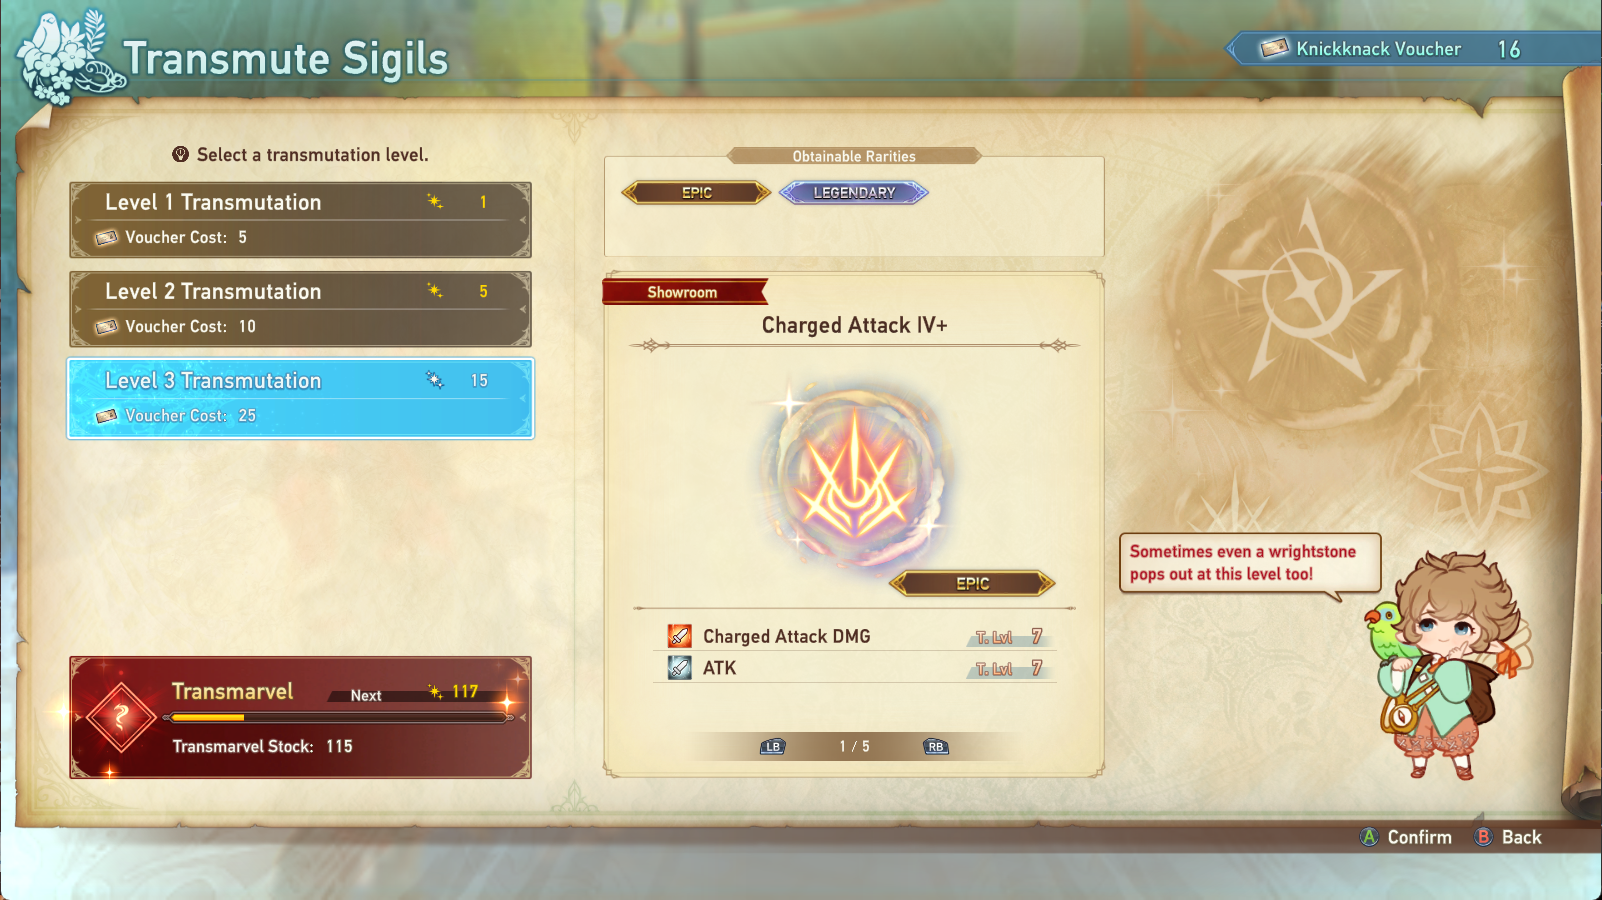 Transmute Sigils
Knickknack Voucher 16
Select a transmutation level.
Level 1 Transmutation 1
Voucher Cost: 5
Level 2 Transmutation 5
Voucher Cost: 10
Level 3 Transmutation 15
Voucher Cost: 25
Transmarvel Next 117
Transmarvel Stock: 115
Obtainable Rarities
EPIC LEGENDARY
Showroom
Charged Attack IV+
EPIC
Charged Attack DMG T. Lvl 7
ATK T. Lvl 7
LB 1 / 5 RB
Sometimes even a wrightstone
pops out at this level too!
A Confirm B Back